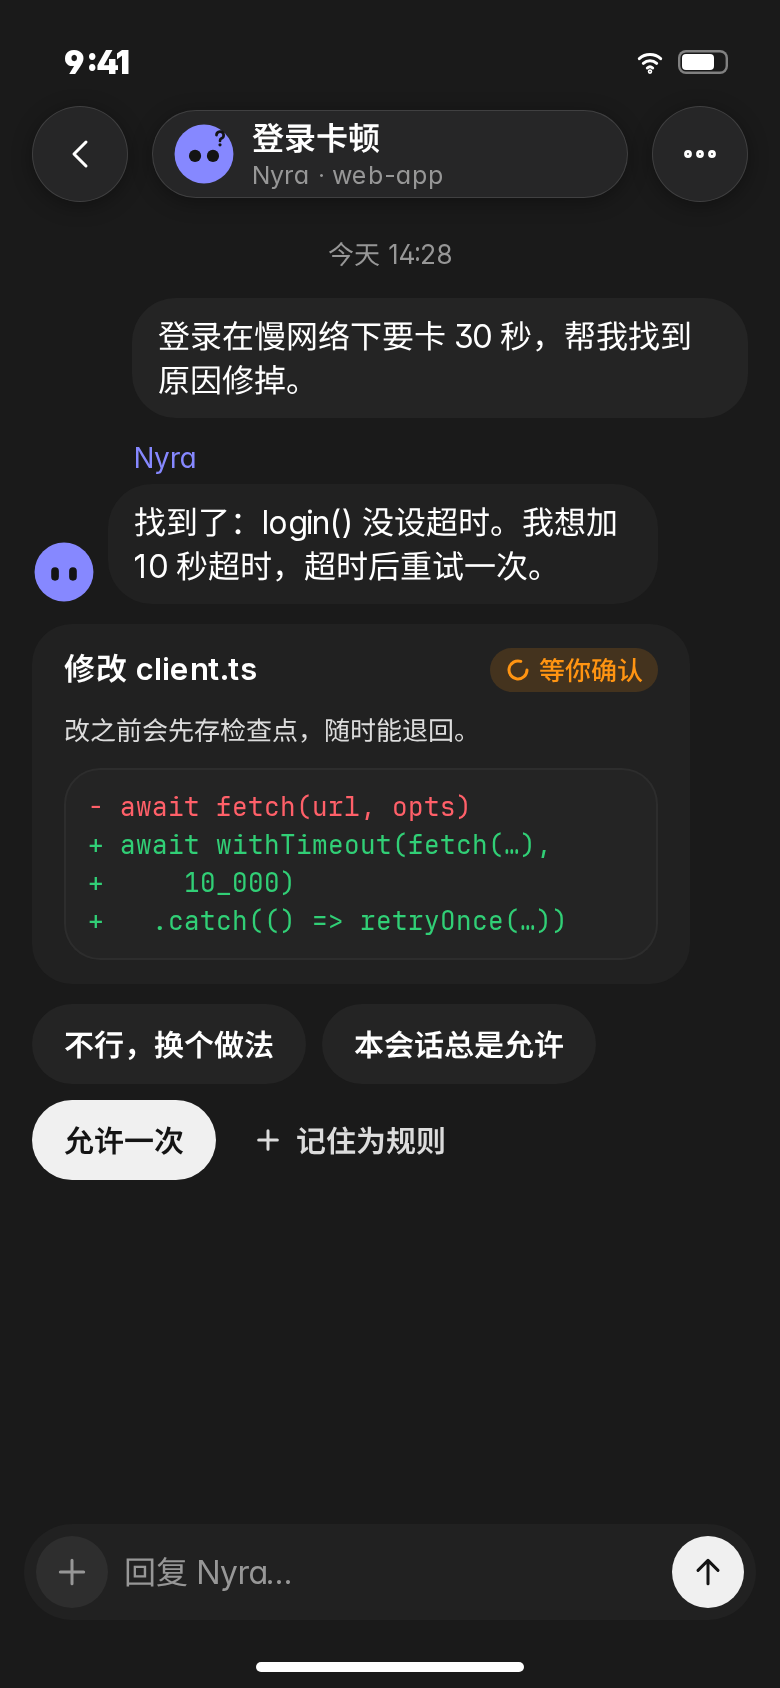 9:41
登录卡顿
Nyra · web-app
今天 14:28
登录在慢网络下要卡 30 秒，帮我找到
原因修掉。
Nyra
找到了：login() 没设超时。我想加
10 秒超时，超时后重试一次。
修改 client.ts
等你确认
改之前会先存检查点，随时能退回。
- await fetch(url, opts)
+ await withTimeout(fetch(…),
+     10_000)
+   .catch(() => retryOnce(…))
不行，换个做法
本会话总是允许
允许一次
+ 记住为规则
回复 Nyra...